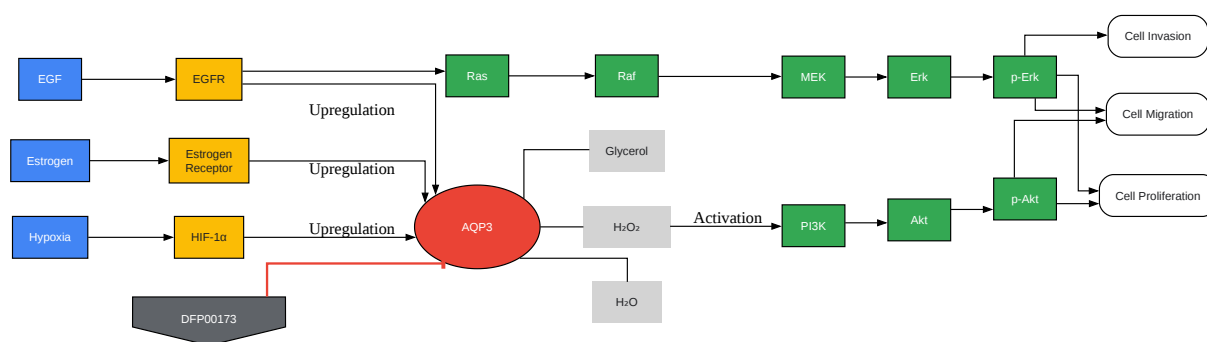 Cell Invasion
EGF
EGFR
Ras
Raf
MEK
Erk
p-Erk
Upregulation
Cell Migration
Estrogen
Estrogen
Receptor
Upregulation
Glycerol
p-Akt
Cell Proliferation
Hypoxia
HIF-1α
Upregulation
AQP3
H₂O₂
Activation
PI3K
Akt
H₂O
DFP00173